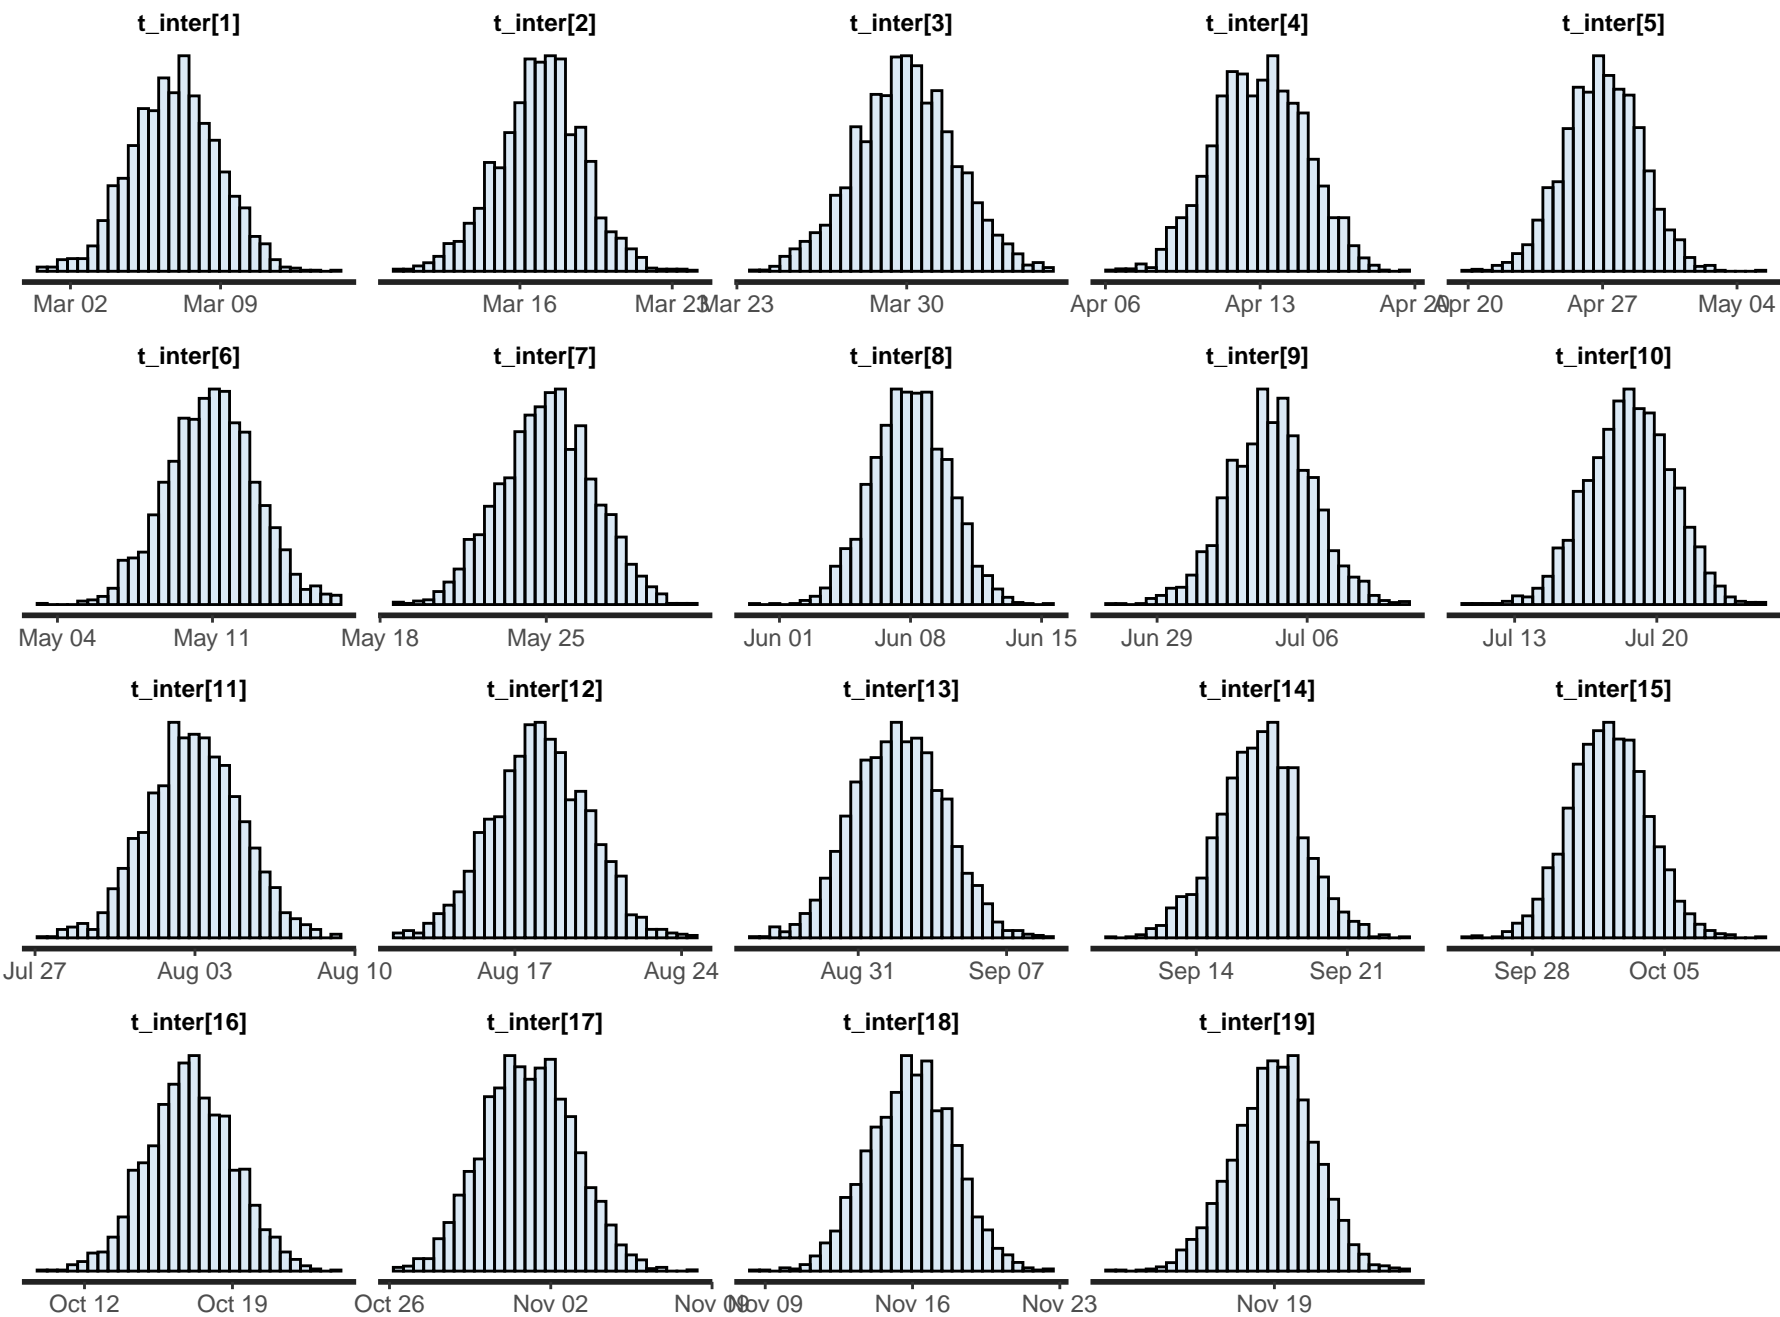 t_inter[1] t_inter[2] t_inter[3] t_inter[4] t_inter[5]
Mar 02 Mar 09 Mar 16 Mar 23 Mar 23 Mar 30 Apr 06 Apr 13 Apr 20 Apr 20 Apr 27 May 04
t_inter[6] t_inter[7] t_inter[8] t_inter[9] t_inter[10]
May 04 May 11 May 18 May 25 Jun 01 Jun 08 Jun 15 Jun 29 Jul 06 Jul 13 Jul 20
t_inter[11] t_inter[12] t_inter[13] t_inter[14] t_inter[15]
Jul 27 Aug 03 Aug 10 Aug 17 Aug 24 Aug 31 Sep 07 Sep 14 Sep 21 Sep 28 Oct 05
t_inter[16] t_inter[17] t_inter[18] t_inter[19]
Oct 12 Oct 19 Oct 26 Nov 02 Nov 09 Nov 09 Nov 16 Nov 23 Nov 19